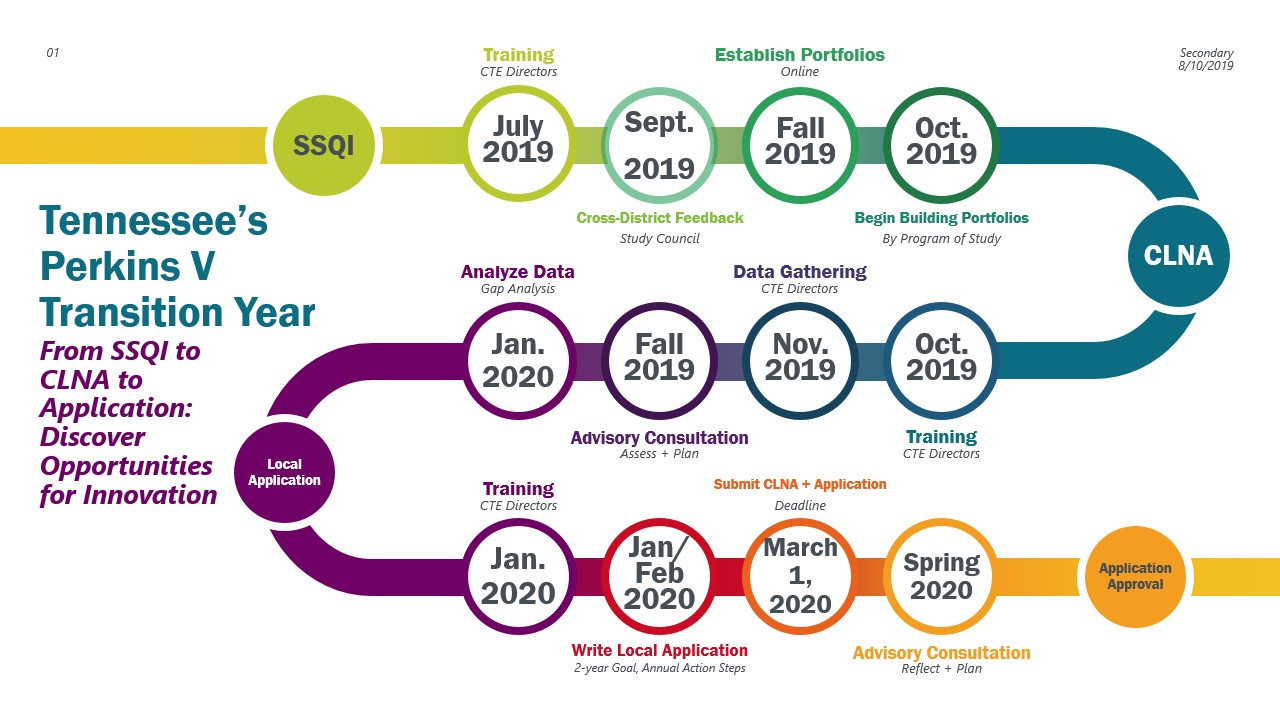 01
Secondary
8/10/2019
Training
CTE Directors
Establish Portfolios
Online
SSQI
July
2019
Sept.
2019
Fall
2019
Oct.
2019
Cross-District Feedback
Study Council
Begin Building Portfolios
By Program of Study
CLNA
Tennessee’s
Perkins V
Transition Year
From SSQI to
CLNA to
Application:
Discover
Opportunities
for Innovation
Analyze Data
Gap Analysis
Data Gathering
CTE Directors
Jan.
2020
Fall
2019
Nov.
2019
Oct.
2019
Advisory Consultation
Assess + Plan
Training
CTE Directors
Local
Application
Training
CTE Directors
Submit CLNA + Application
Deadline
Jan.
2020
Jan/
Feb
2020
March
1,
2020
Spring
2020
Application
Approval
Write Local Application
2-year Goal, Annual Action Steps
Advisory Consultation
Reflect + Plan